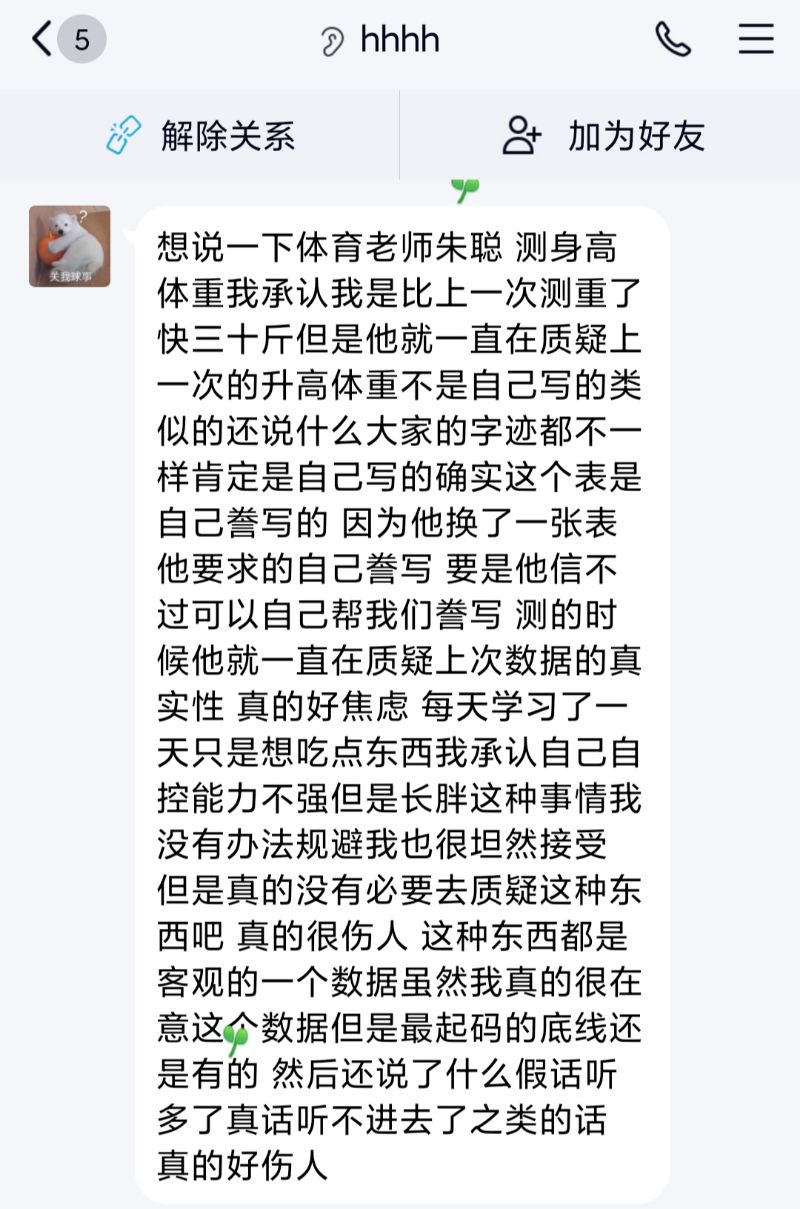 5
hhhh
解除关系
加为好友
?
关我球事
想说一下体育老师朱聪 测身高
体重我承认我是比上一次测重了
快三十斤但是他就一直在质疑上
一次的升高体重不是自己写的类
似的还说什么大家的字迹都不一
样肯定是自己写的确实这个表是
自己誊写的 因为他换了一张表
他要求的自己誊写 要是他信不
过可以自己帮我们誊写 测的时
候他就一直在质疑上次数据的真
实性 真的好焦虑 每天学习了一
天只是想吃点东西我承认自己自
控能力不强但是长胖这种事情我
没有办法规避我也很坦然接受
但是真的没有必要去质疑这种东
西吧 真的很伤人 这种东西都是
客观的一个数据虽然我真的很在
意这个数据但是最起码的底线还
是有的 然后还说了什么假话听
多了真话听不进去了之类的话
真的好伤人